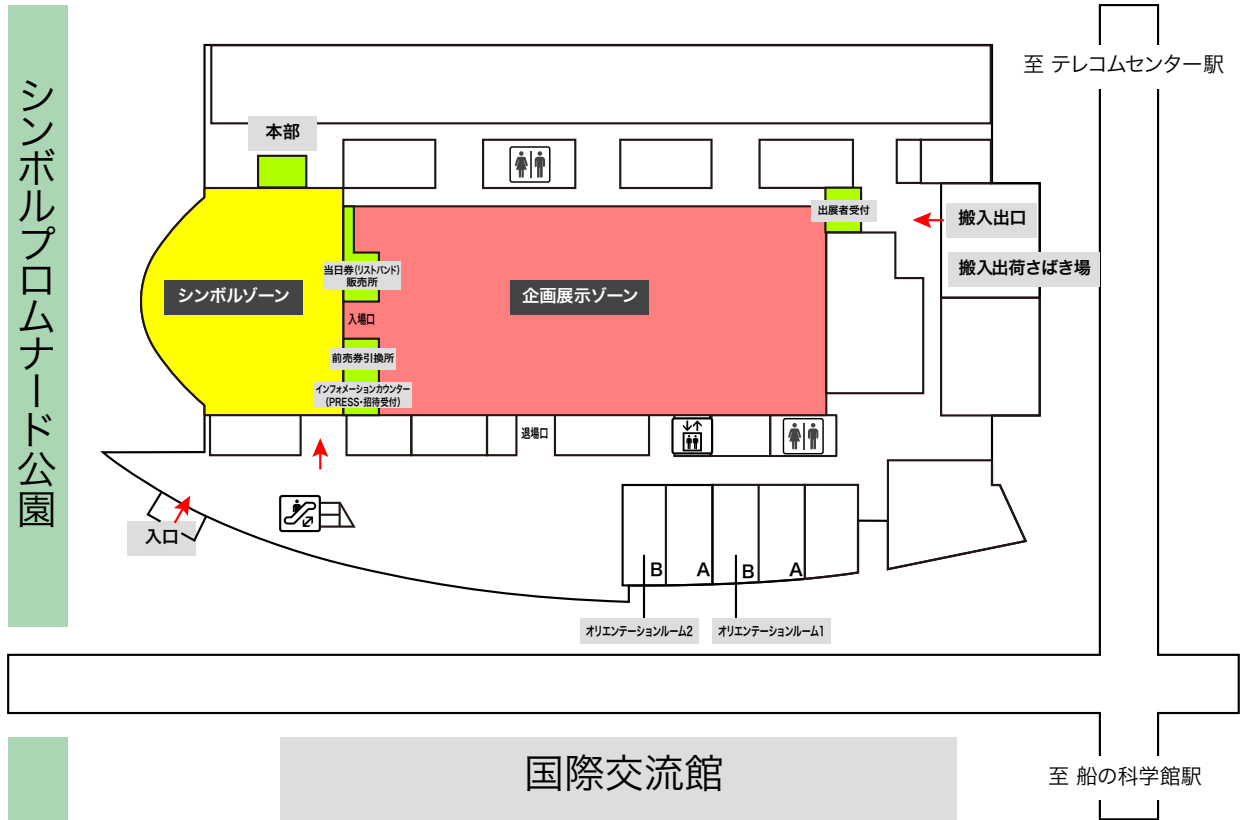 シンボルプロムナード公園
至 テレコムセンター駅
本部
出展者受付
搬入出口
搬入出荷さばき場
当日券(リストバンド)
販売所
シンボルゾーン
企画展示ゾーン
入場口
前売券引換所
インフォメーションカウンター
(PRESS・招待受付)
退場口
入口
B
A
B
A
オリエンテーションルーム2
オリエンテーションルーム1
国際交流館
至 船の科学館駅